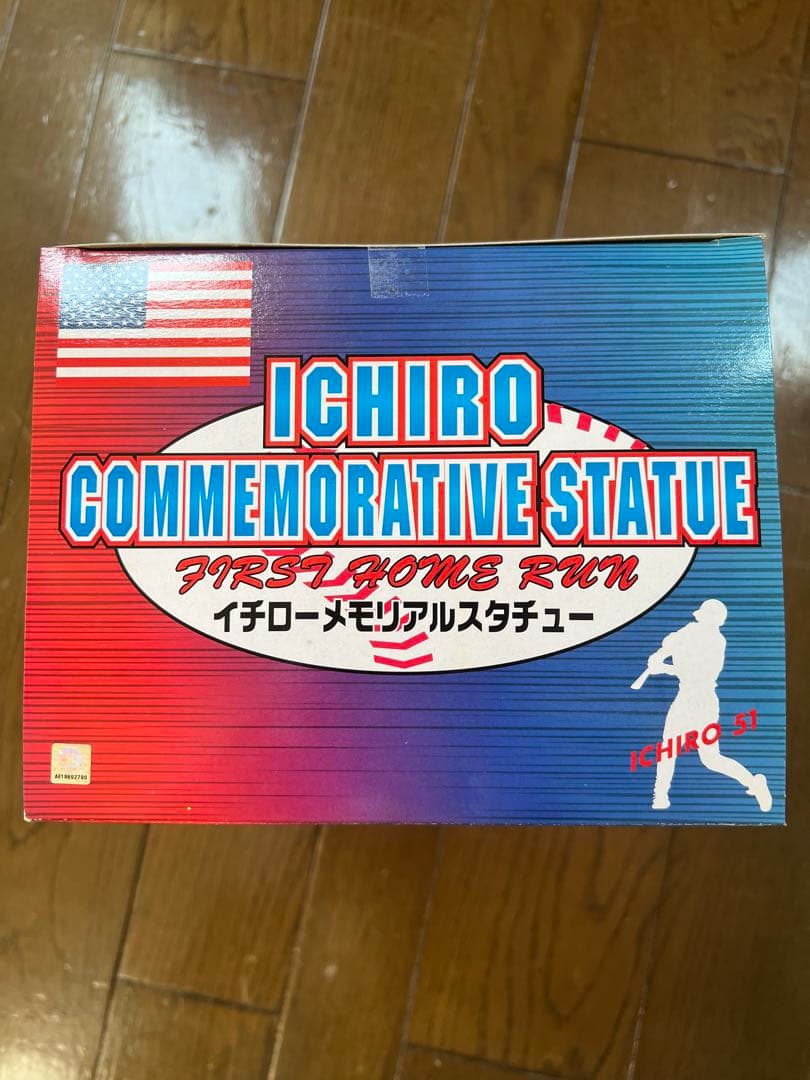 ICHIRO
COMMEMORATIVE STATUE
FIRST HOME RUN
イチローメモリアルスタチュー
ICHIRO 51
AE18692780